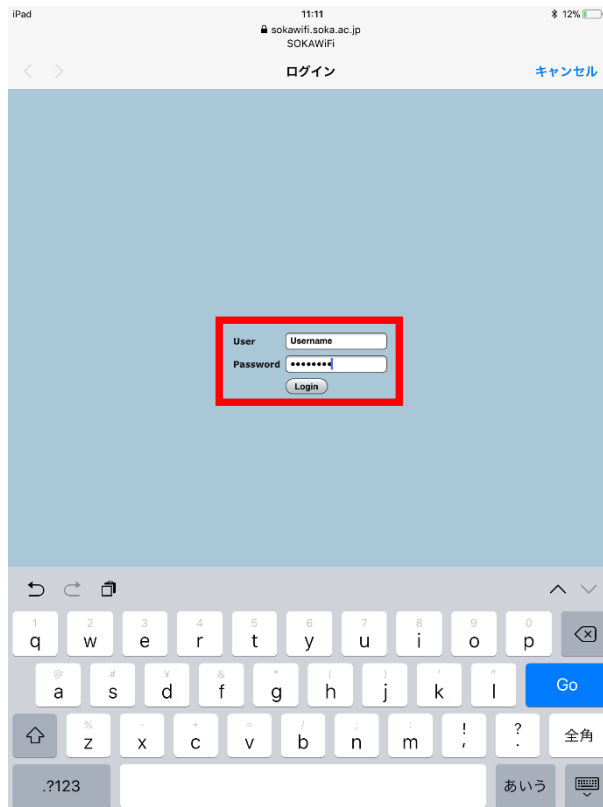 iPad 11:11 12%
sokawifi.soka.ac.jp
SOKAWiFi
ログイン キャンセル
User Username
Password ••••••••
Login
1 2 3 4 5 6 7 8 9 0
q w e r t y u i o p
@ # ¥ & * ( ) ' "
a s d f g h j k l Go
% - + = / ; : ! ?
z x c v b n m , . 全角
.?123 あいう